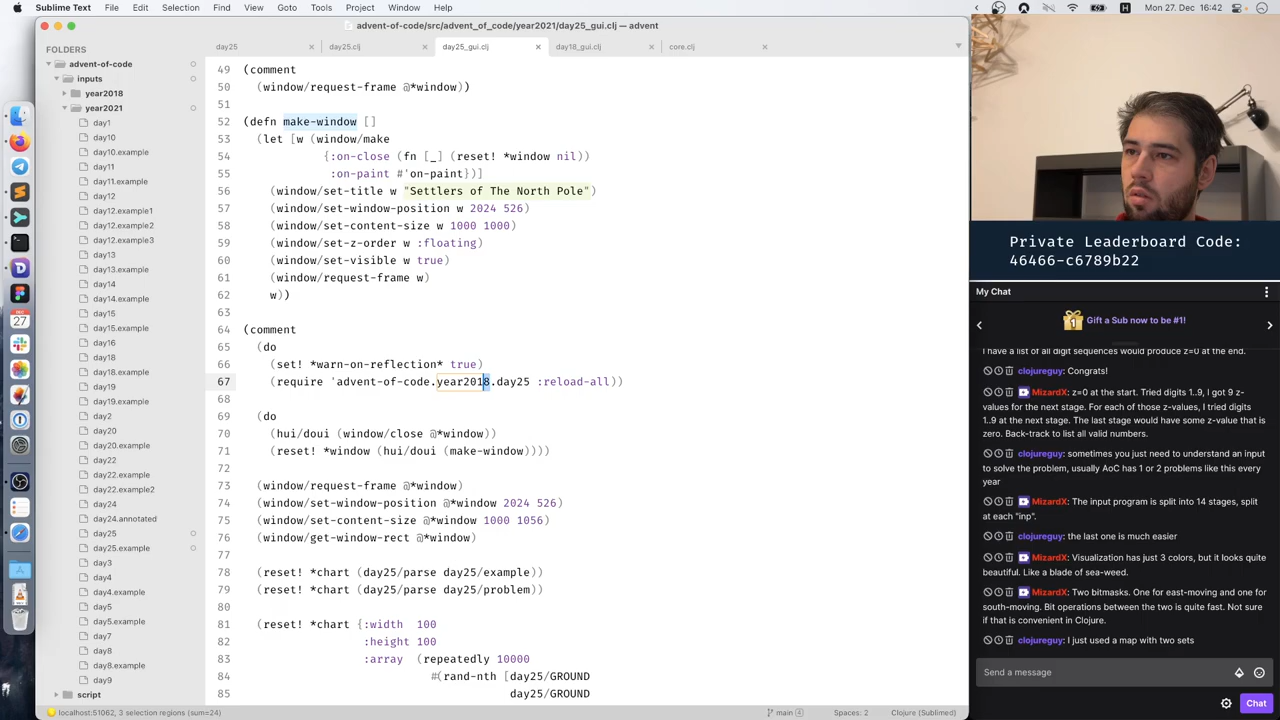 Sublime Text File Edit Selection Find View Goto Tools Project Window Help
Mon 27. Dec 16:42
advent-of-code/src/advent_of_code/year2021/day25_gui.clj — advent
day25
day25.clj
day25_gui.clj
day18_gui.clj
core.clj
FOLDERS
advent-of-code
inputs
year2018
year2021
day1
day10
day10.example
day11
day11.example
day12
day12.example1
day12.example2
day12.example3
day13
day13.example
day14
day14.example
day15
day15.example
day16
day18
day18.example
day19
day19.example
day2
day20
day20.example
day22
day22.example
day22.example2
day24
day24.annotated
day25
day25.example
day3
day4
day4.example
day5
day5.example
day6
day7
day8
day8.example
day9
script
49 (comment
50 (window/request-frame @*window))
51
52 (defn make-window []
53 (let [w (window/make
54 {:on-close (fn [_] (reset! *window nil))
55 :on-paint #'on-paint})]
56 (window/set-title w "Settlers of The North Pole")
57 (window/set-window-position w 2024 526)
58 (window/set-content-size w 1000 1000)
59 (window/set-z-order w :floating)
60 (window/set-visible w true)
61 (window/request-frame w)
62 w))
63
64 (comment
65 (do
66 (set! *warn-on-reflection* true)
67 (require 'advent-of-code.year2018.day25 :reload-all))
68
69 (do
70 (hui/doui (window/close @*window))
71 (reset! *window (hui/doui (make-window))))
72
73 (window/request-frame @*window)
74 (window/set-window-position @*window 2024 526)
75 (window/set-content-size @*window 1000 1056)
76 (window/get-window-rect @*window)
77
78 (reset! *chart (day25/parse day25/example))
79 (reset! *chart (day25/parse day25/problem))
80
81 (reset! *chart {:width 100
82 :height 100
83 :array (repeatedly 10000
84 #(rand-nth [day25/GROUND
85 day25/GROUND
localhost:51062, 3 selection regions (sum=24)
main 4
Spaces: 2
Clojure (Sublimed)
Private Leaderboard Code:
46466-c6789b22
My Chat
Gift a Sub now to be #1!
I have a list of all digit sequences would produce z=0 at the end.
clojureguy: Congrats!
MizardX: z=0 at the start. Tried digits 1..9, I got 9 z-
values for the next stage. For each of those z-values, I tried digits
1..9 at the next stage. The last stage would have some z-value that is
zero. Back-track to list all valid numbers.
clojureguy: sometimes you just need to understand an input
to solve the problem, usually AoC has 1 or 2 problems like this every
year
MizardX: The input program is split into 14 stages, split
at each "inp".
clojureguy: the last one is much easier
MizardX: Visualization has just 3 colors, but it looks quite
beautiful. Like a blade of sea-weed.
MizardX: Two bitmasks. One for east-moving and one for
south-moving. Bit operations between the two is quite fast. Not sure
if that is convenient in Clojure.
clojureguy: I just used a map with two sets
Send a message
Chat